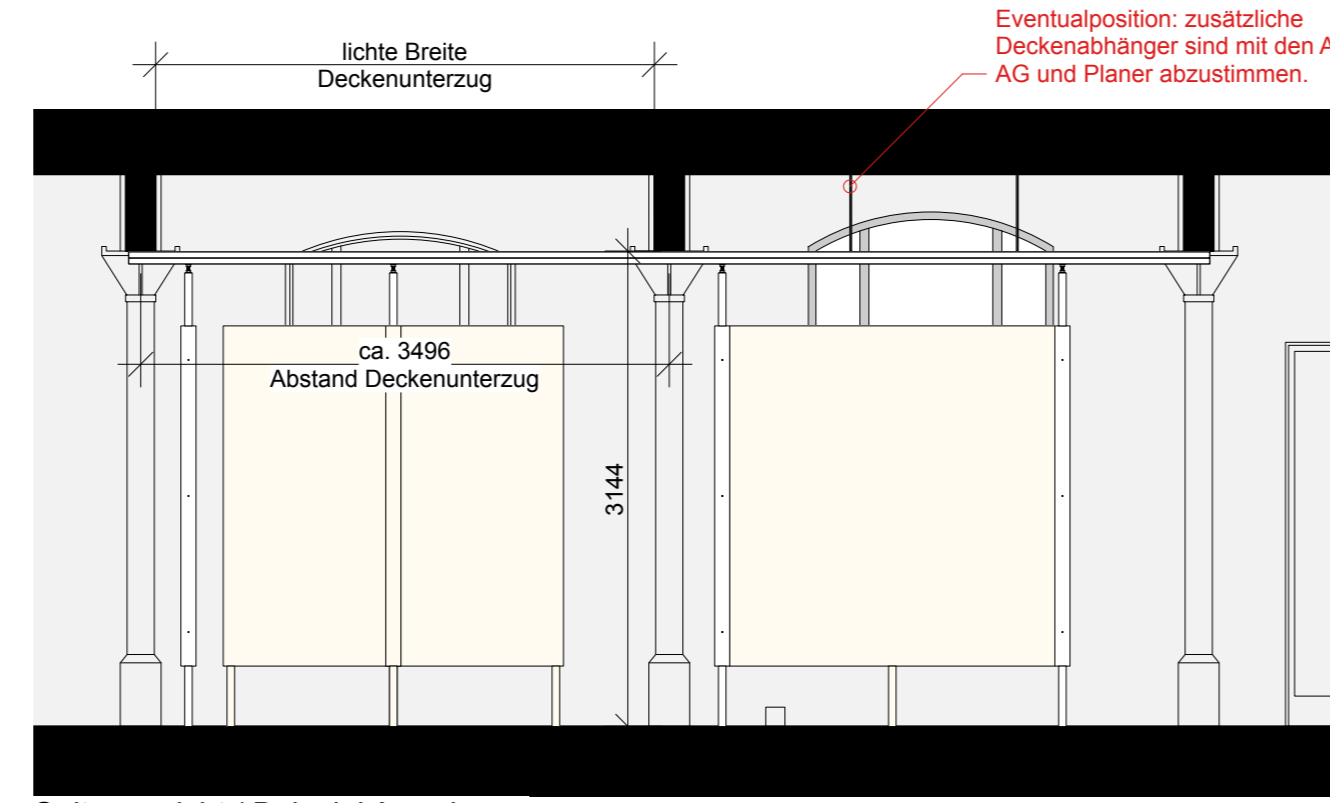 Eventualposition: zusätzliche
Deckenabhänger sind mit den
AG und Planer abzustimmen.
lichte Breite
Deckenunterzug
ca. 3496
Abstand Deckenunterzug
3144